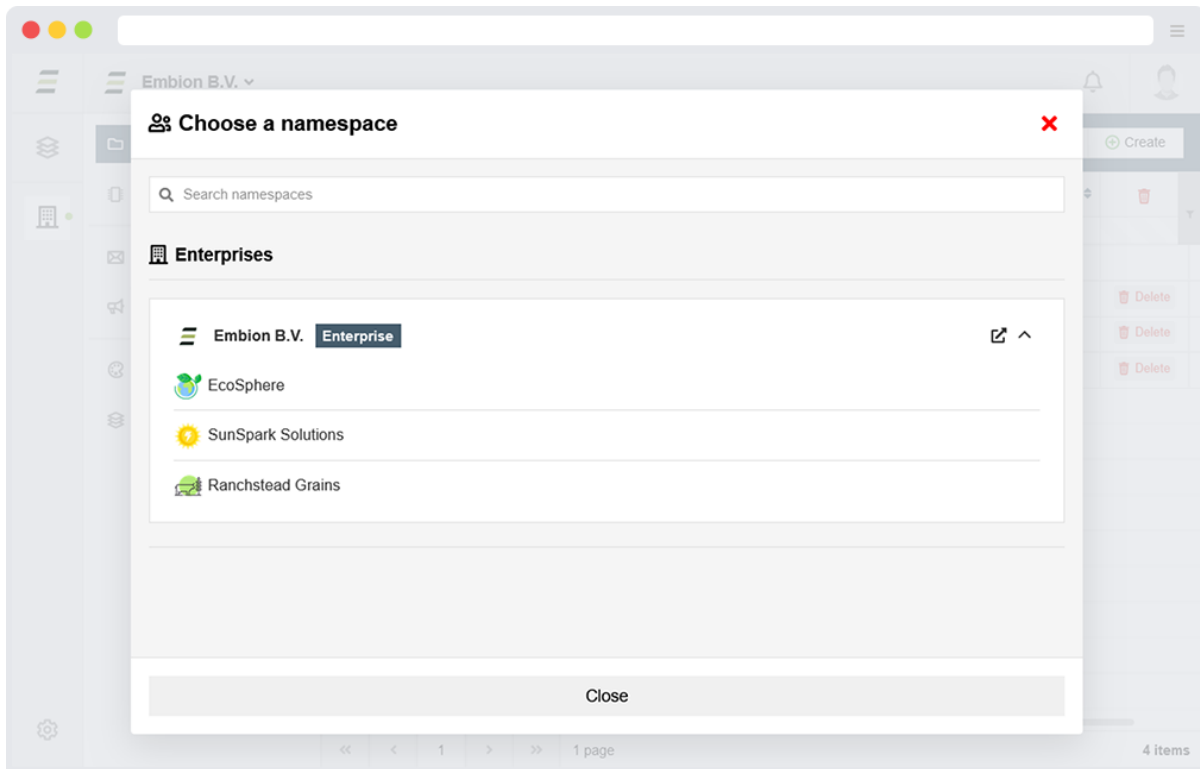 Embion B.V.
Choose a namespace
Create
Search namespaces
Enterprises
Delete
Embion B.V. Enterprise
Delete
Delete
EcoSphere
SunSpark Solutions
Ranchstead Grains
Close
1 1 page 4 items